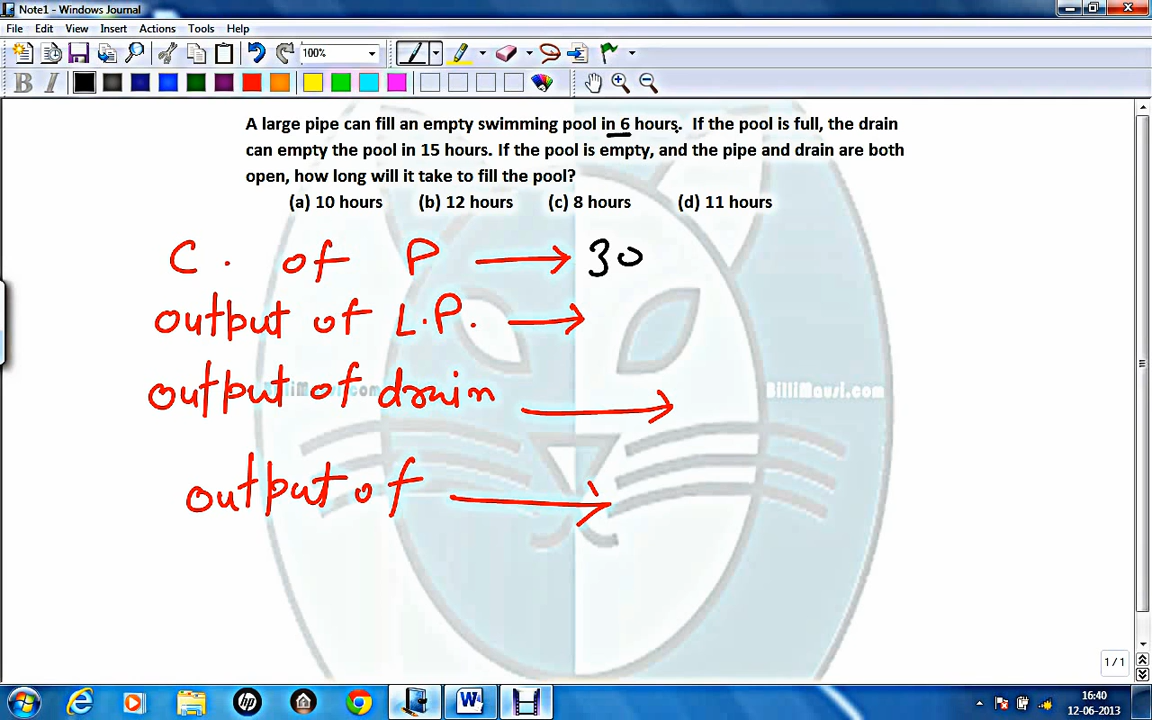 Note1 - Windows Journal
File Edit View Insert Actions Tools Help
100%
B I
A large pipe can fill an empty swimming pool in 6 hours. If the pool is full, the drain
can empty the pool in 15 hours. If the pool is empty, and the pipe and drain are both
open, how long will it take to fill the pool?
(a) 10 hours (b) 12 hours (c) 8 hours (d) 11 hours
C. of P → 30
output of L.P. →
output of drain →
BilliMausi.com BilliMausi.com
output of →
1/1
16:40
12-06-2013